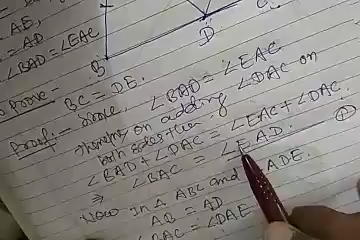 AE,
= AD
∠BAD = ∠EAC
B
D
C
Prove - BC = DE.
Proof:- Since, ∠BAD = ∠EAC
Therefore on adding ∠DAC on
both sides then
∠BAD + ∠DAC = ∠EAC + ∠DAC.
⇒ ∠BAC = ∠EAD. ①
Now In Δ ABC and ADE.
AB = AD
∠BAC = ∠DAE